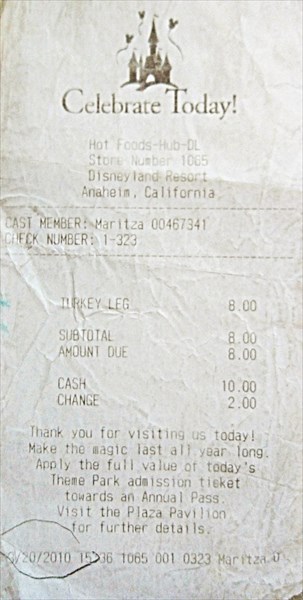 Celebrate Today!
Hot Foods-Hub-DL
Store Number 1065
Disneyland Resort
Anaheim, California
CAST MEMBER: Maritza 00467341
CHECK NUMBER: 1-323
TURKEY LEG 8.00
SUBTOTAL 8.00
AMOUNT DUE 8.00
CASH 10.00
CHANGE 2.00
Thank you for visiting us today!
Make the magic last all year long.
Apply the full value of today's
Theme Park admission ticket
towards an Annual Pass.
Visit the Plaza Pavilion
for further details.
/20/2010 1065 001 0323 Maritza